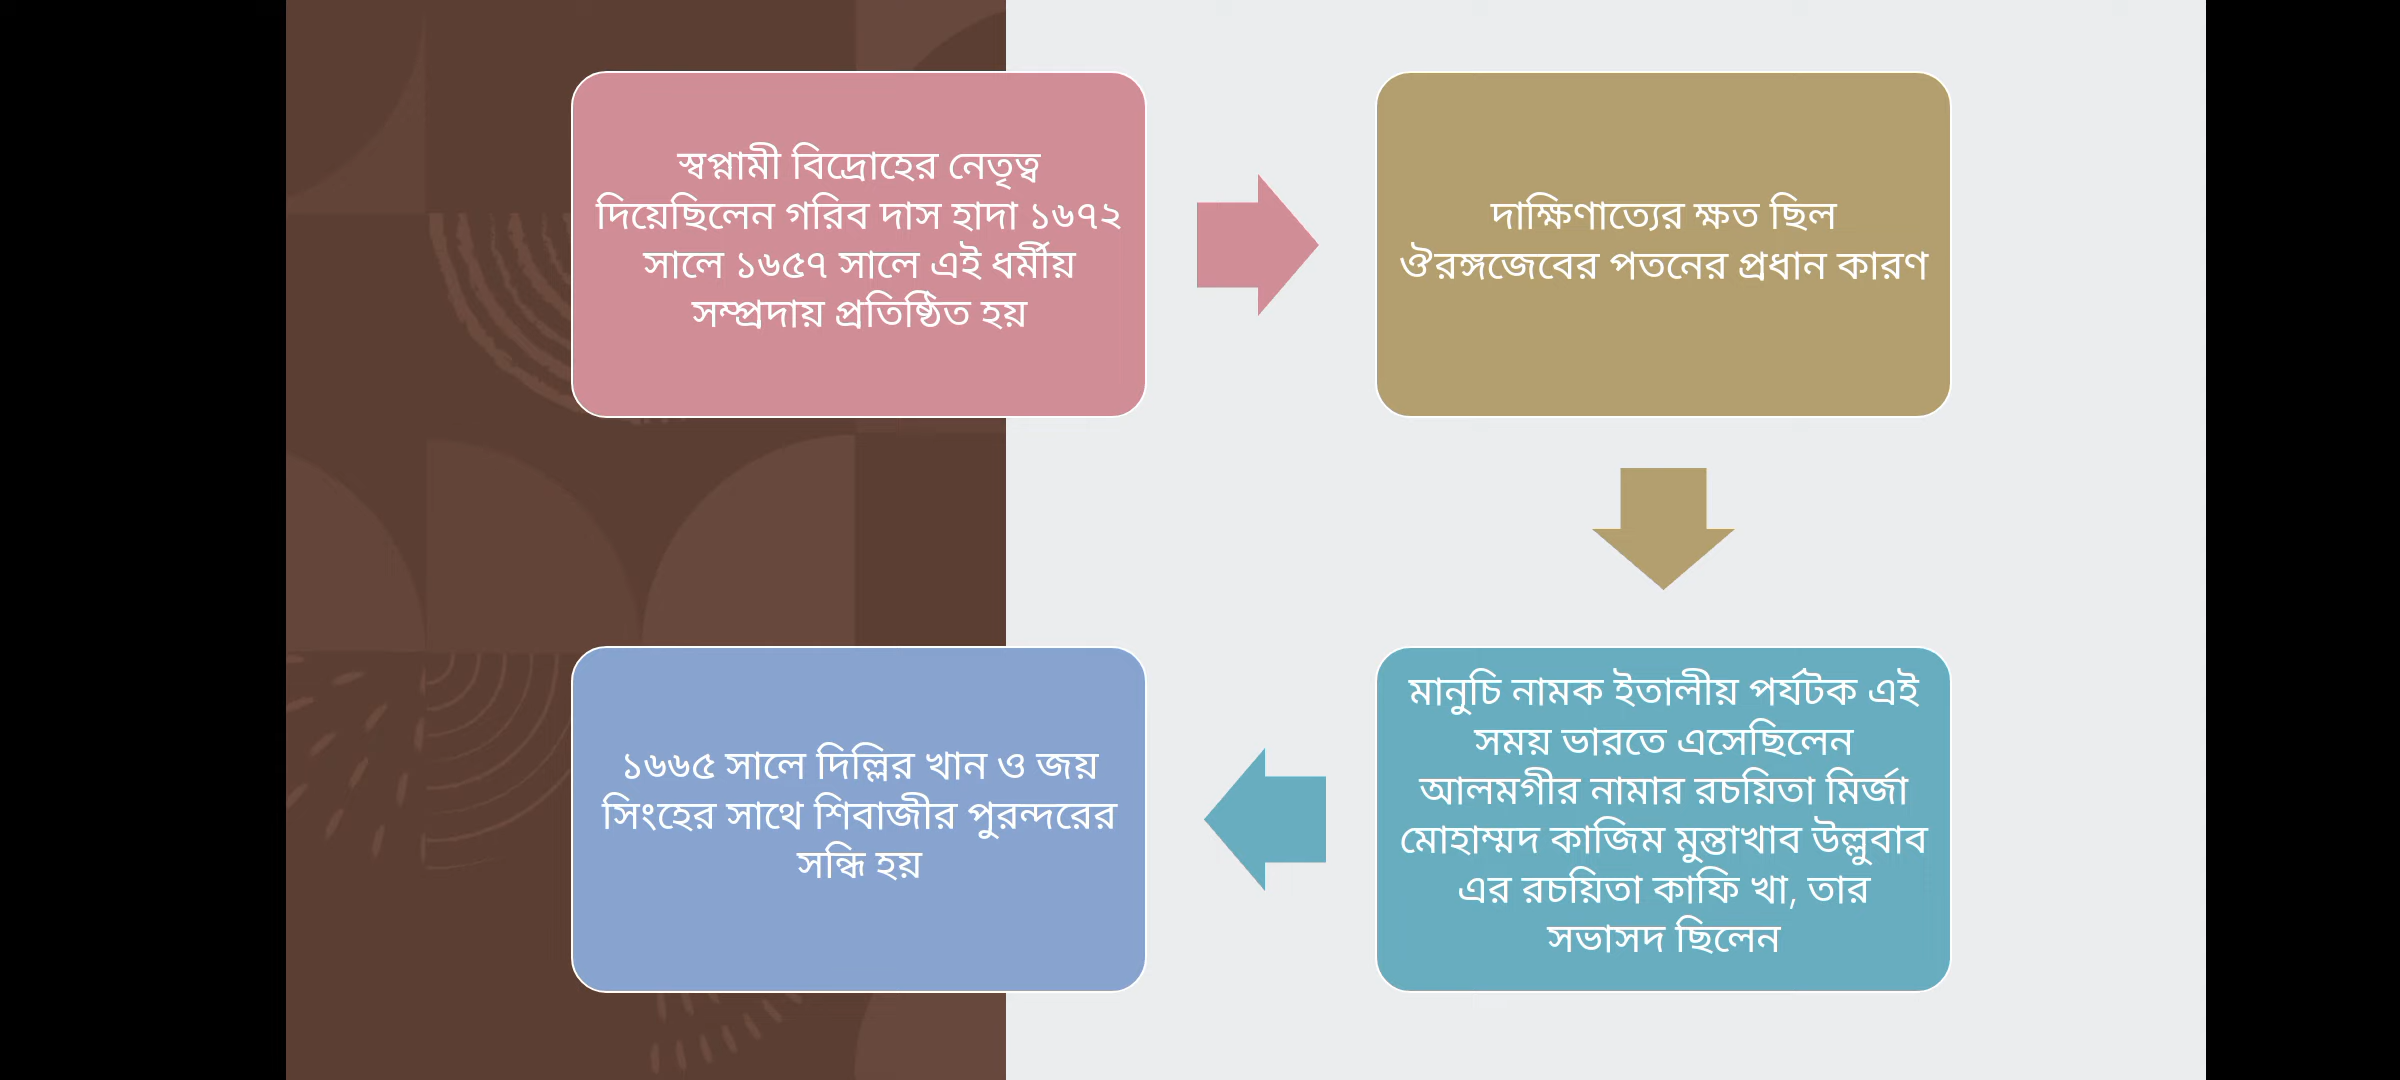 স্বপ্নামী বিদ্রোহের নেতৃত্ব
দিয়েছিলেন গরিব দাস হাদা ১৬৭২
সালে ১৬৫৭ সালে এই ধর্মীয়
সম্প্রদায় প্রতিষ্ঠিত হয়
দাক্ষিণাত্যের ক্ষত ছিল
ঔরঙ্গজেবের পতনের প্রধান কারণ
মানুচি নামক ইতালীয় পর্যটক এই
সময় ভারতে এসেছিলেন
আলমগীর নামার রচয়িতা মির্জা
মোহাম্মদ কাজিম মুন্তাখাব উল্লুবাব
এর রচয়িতা কাফি খা, তার
সভাসদ ছিলেন
১৬৬৫ সালে দিল্লির খান ও জয়
সিংহের সাথে শিবাজীর পুরন্দরের
সন্ধি হয়